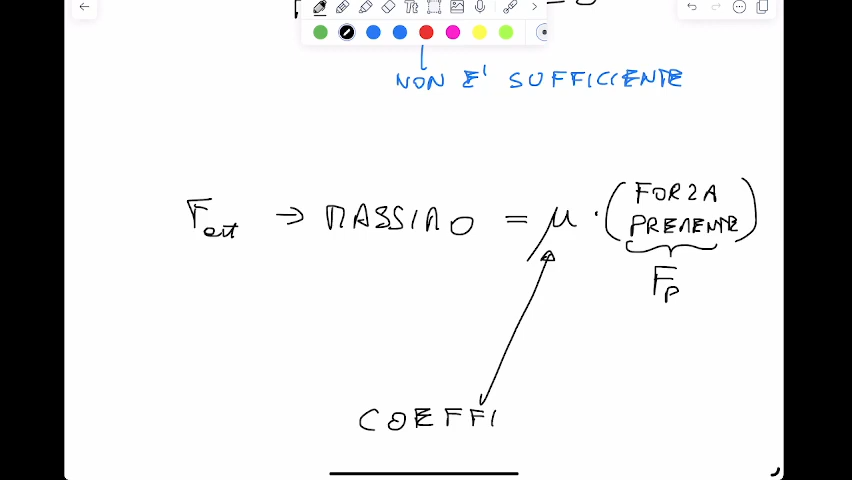 NON E' SUFFICIENTE
Fatt → MASSIMO = μ · (FORZA
PREMENTE)
Fp
COEFFI